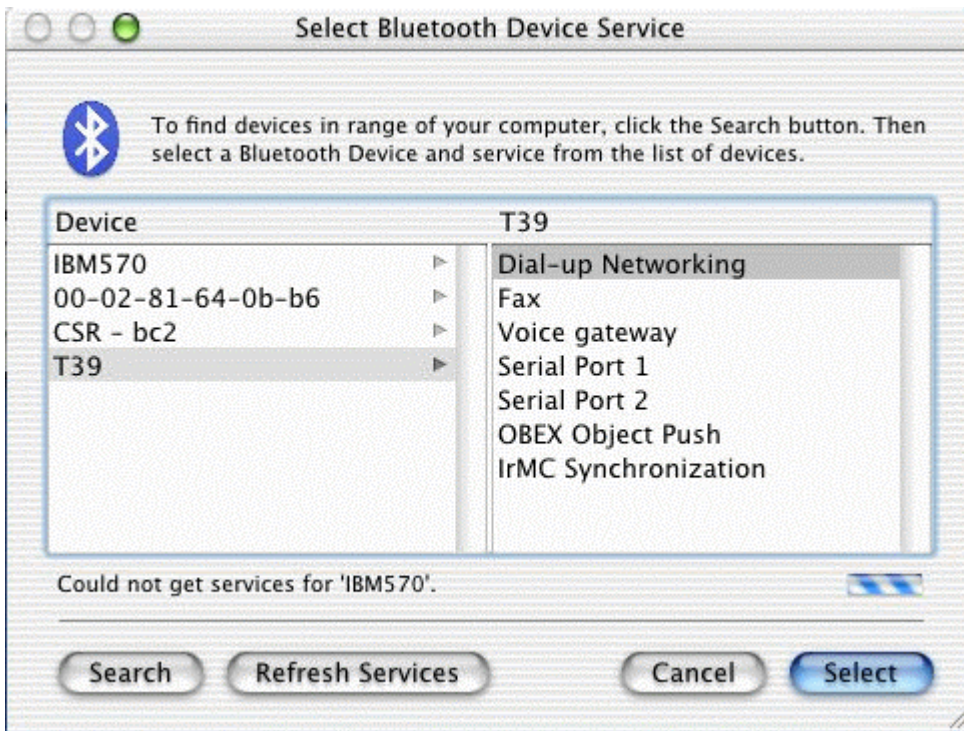 Select Bluetooth Device Service
To find devices in range of your computer, click the Search button. Then
select a Bluetooth Device and service from the list of devices.
Device
T39
IBM570
00-02-81-64-0b-b6
CSR - bc2
T39
Dial-up Networking
Fax
Voice gateway
Serial Port 1
Serial Port 2
OBEX Object Push
IrMC Synchronization
Could not get services for 'IBM570'.
Search
Refresh Services
Cancel
Select